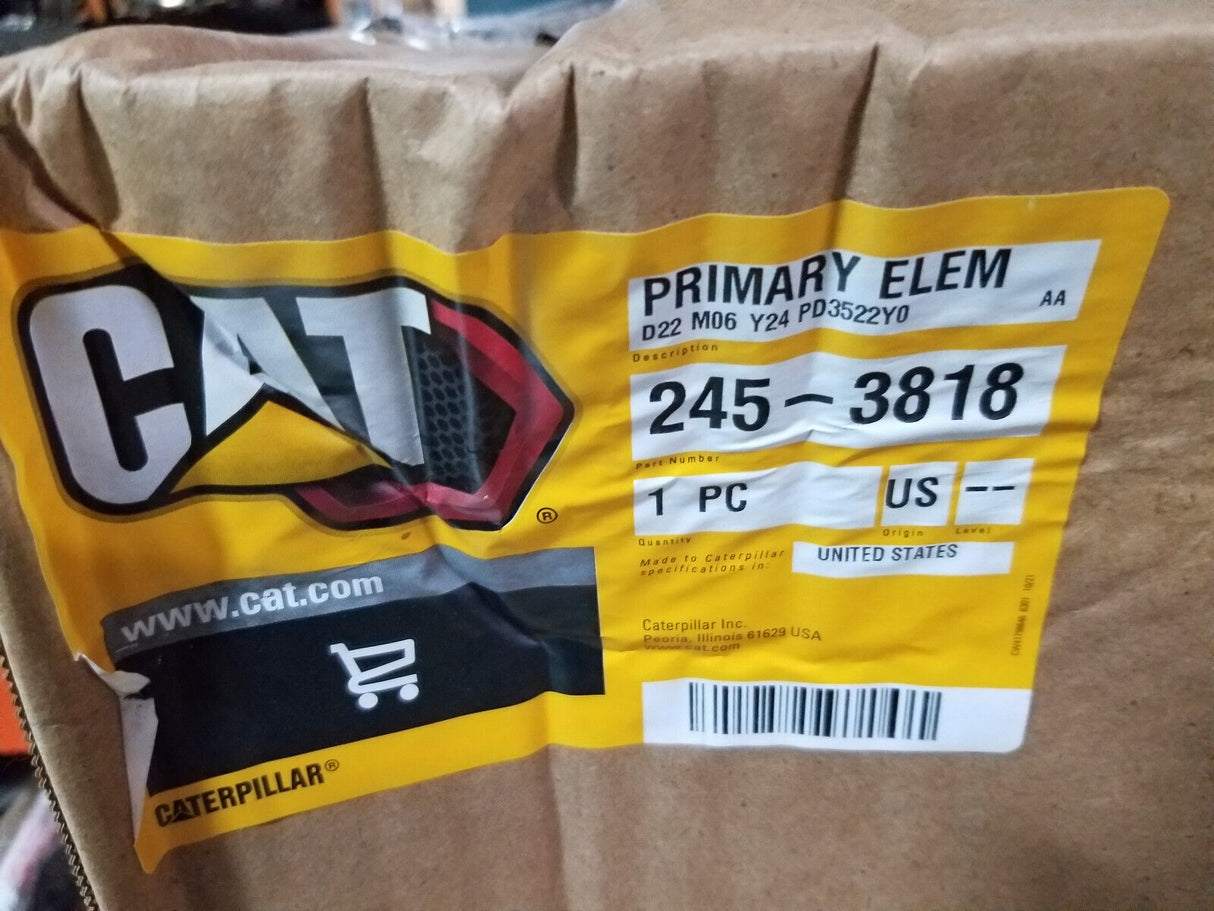 CAT
®
www.cat.com
CATERPILLAR®
PRIMARY ELEM
D22 M06 Y24 PD3522Y0 AA
Description
245-3818
Part Number
1 PC US --
Quantity Origin Level
Made to Caterpillar
specifications in: UNITED STATES
Caterpillar Inc.
Peoria, Illinois 61629 USA
www.cat.com